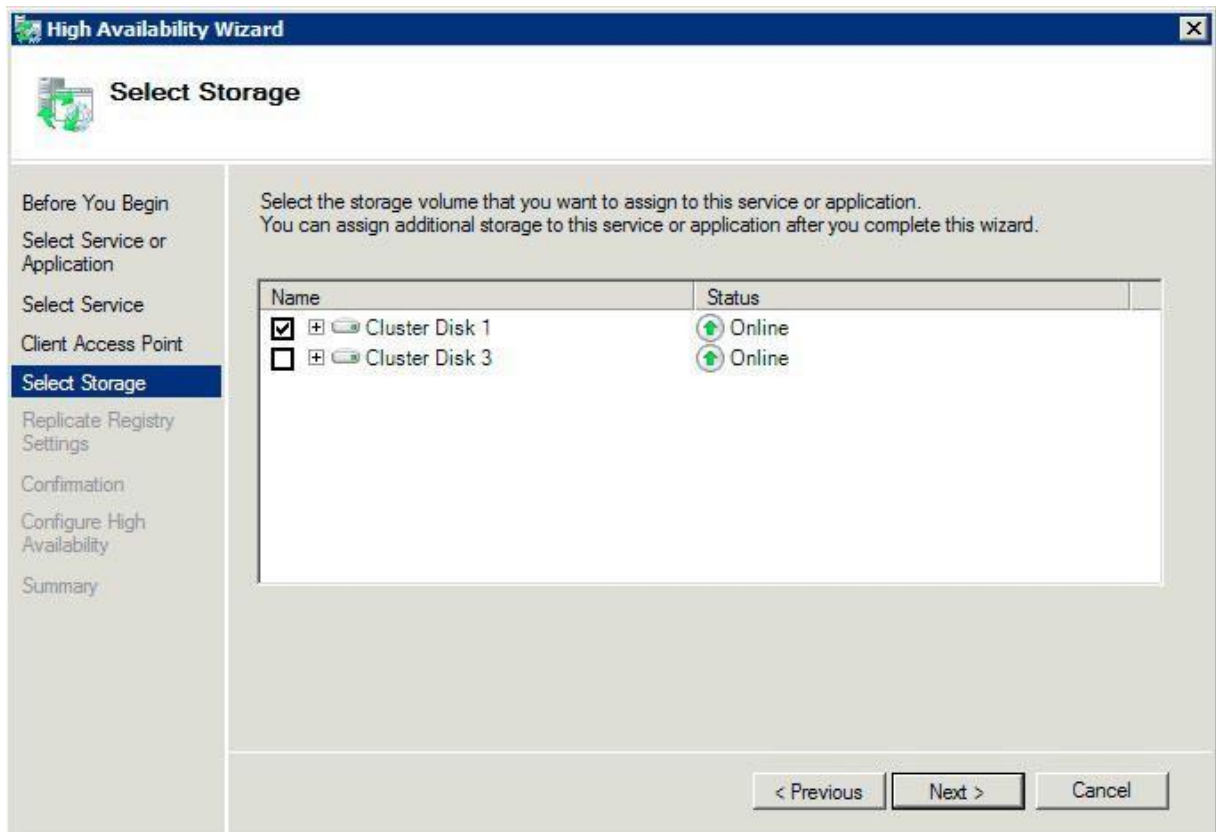 High Availability Wizard
Select Storage
Before You Begin
Select Service or
Application
Select Service
Client Access Point
Select Storage
Replicate Registry
Settings
Confirmation
Configure High
Availability
Summary
Select the storage volume that you want to assign to this service or application.
You can assign additional storage to this service or application after you complete this wizard.
Name Status
Cluster Disk 1 Online
Cluster Disk 3 Online
< Previous Next > Cancel